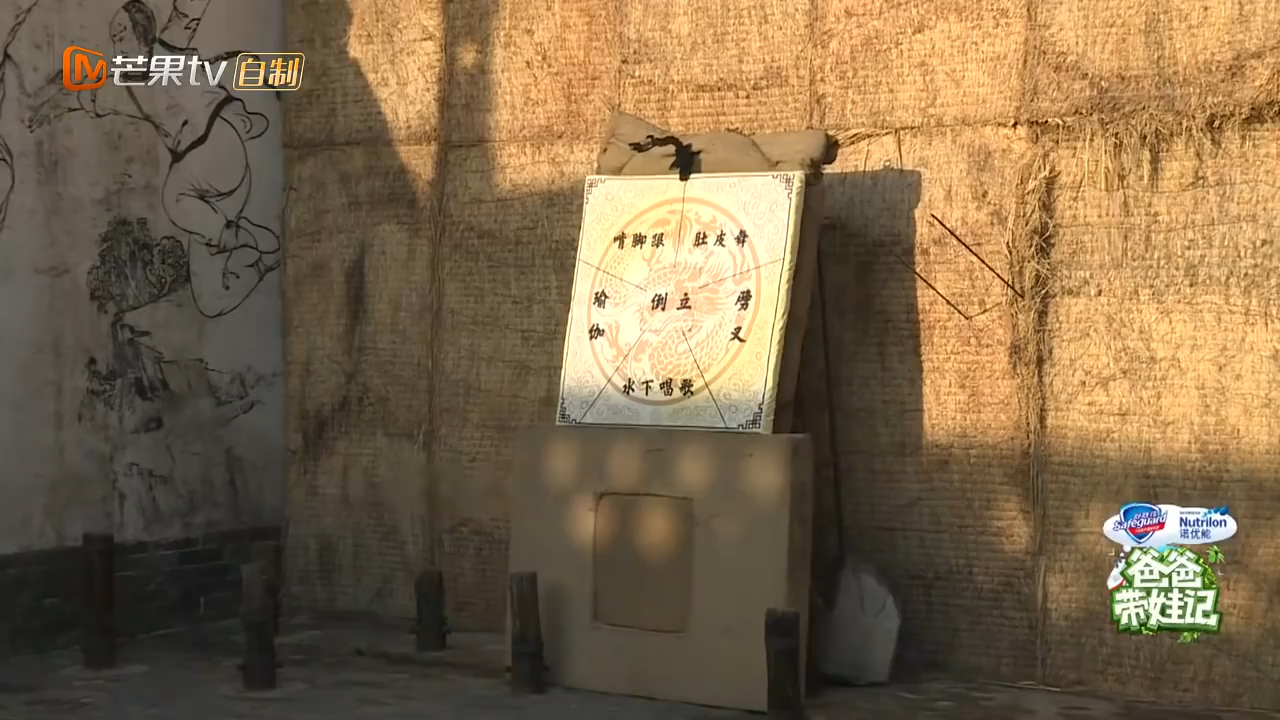 芒果tv 自制
啃脚跟 肚皮舞
瑜伽 倒立 劈叉
水下唱歌
Safeguard Nutrilon
诺优能
爸爸
带娃记